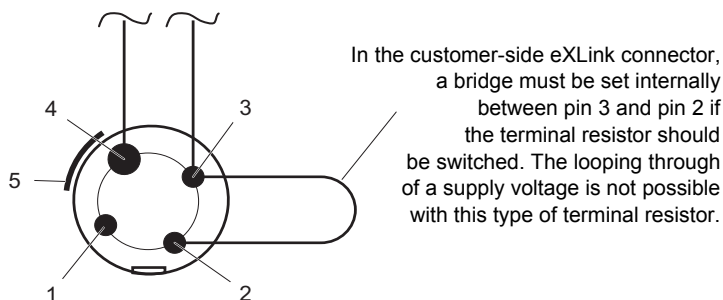 In the customer-side eXLink connector,
a bridge must be set internally
between pin 3 and pin 2 if
the terminal resistor should
be switched. The looping through
of a supply voltage is not possible
with this type of terminal resistor.
4
3
5
1
2